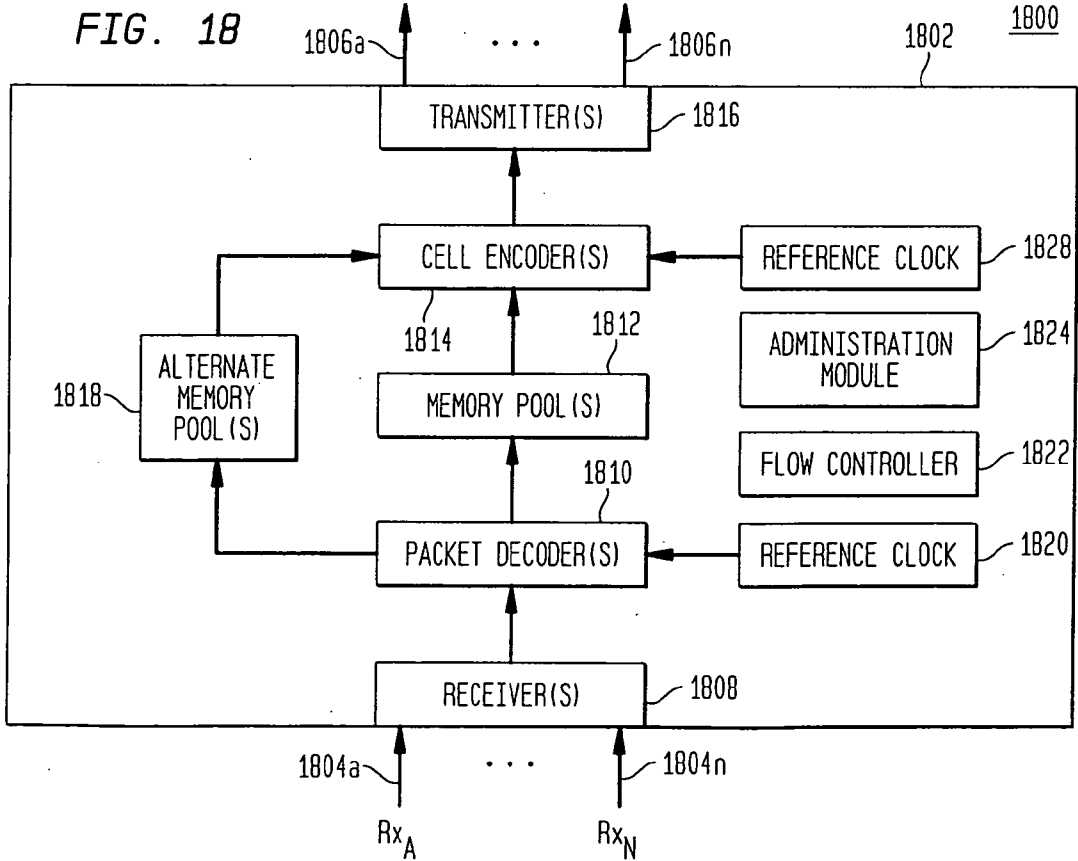 FIG. 18
1800
1806a
...
1806n
1802
TRANSMITTER(S)
1816
CELL ENCODER(S)
REFERENCE CLOCK
1828
1814
1812
ADMINISTRATION
MODULE
1824
1818
ALTERNATE
MEMORY
POOL(S)
MEMORY POOL(S)
FLOW CONTROLLER
1822
1810
PACKET DECODER(S)
REFERENCE CLOCK
1820
RECEIVER(S)
1808
1804a
...
1804n
RxA
RxN